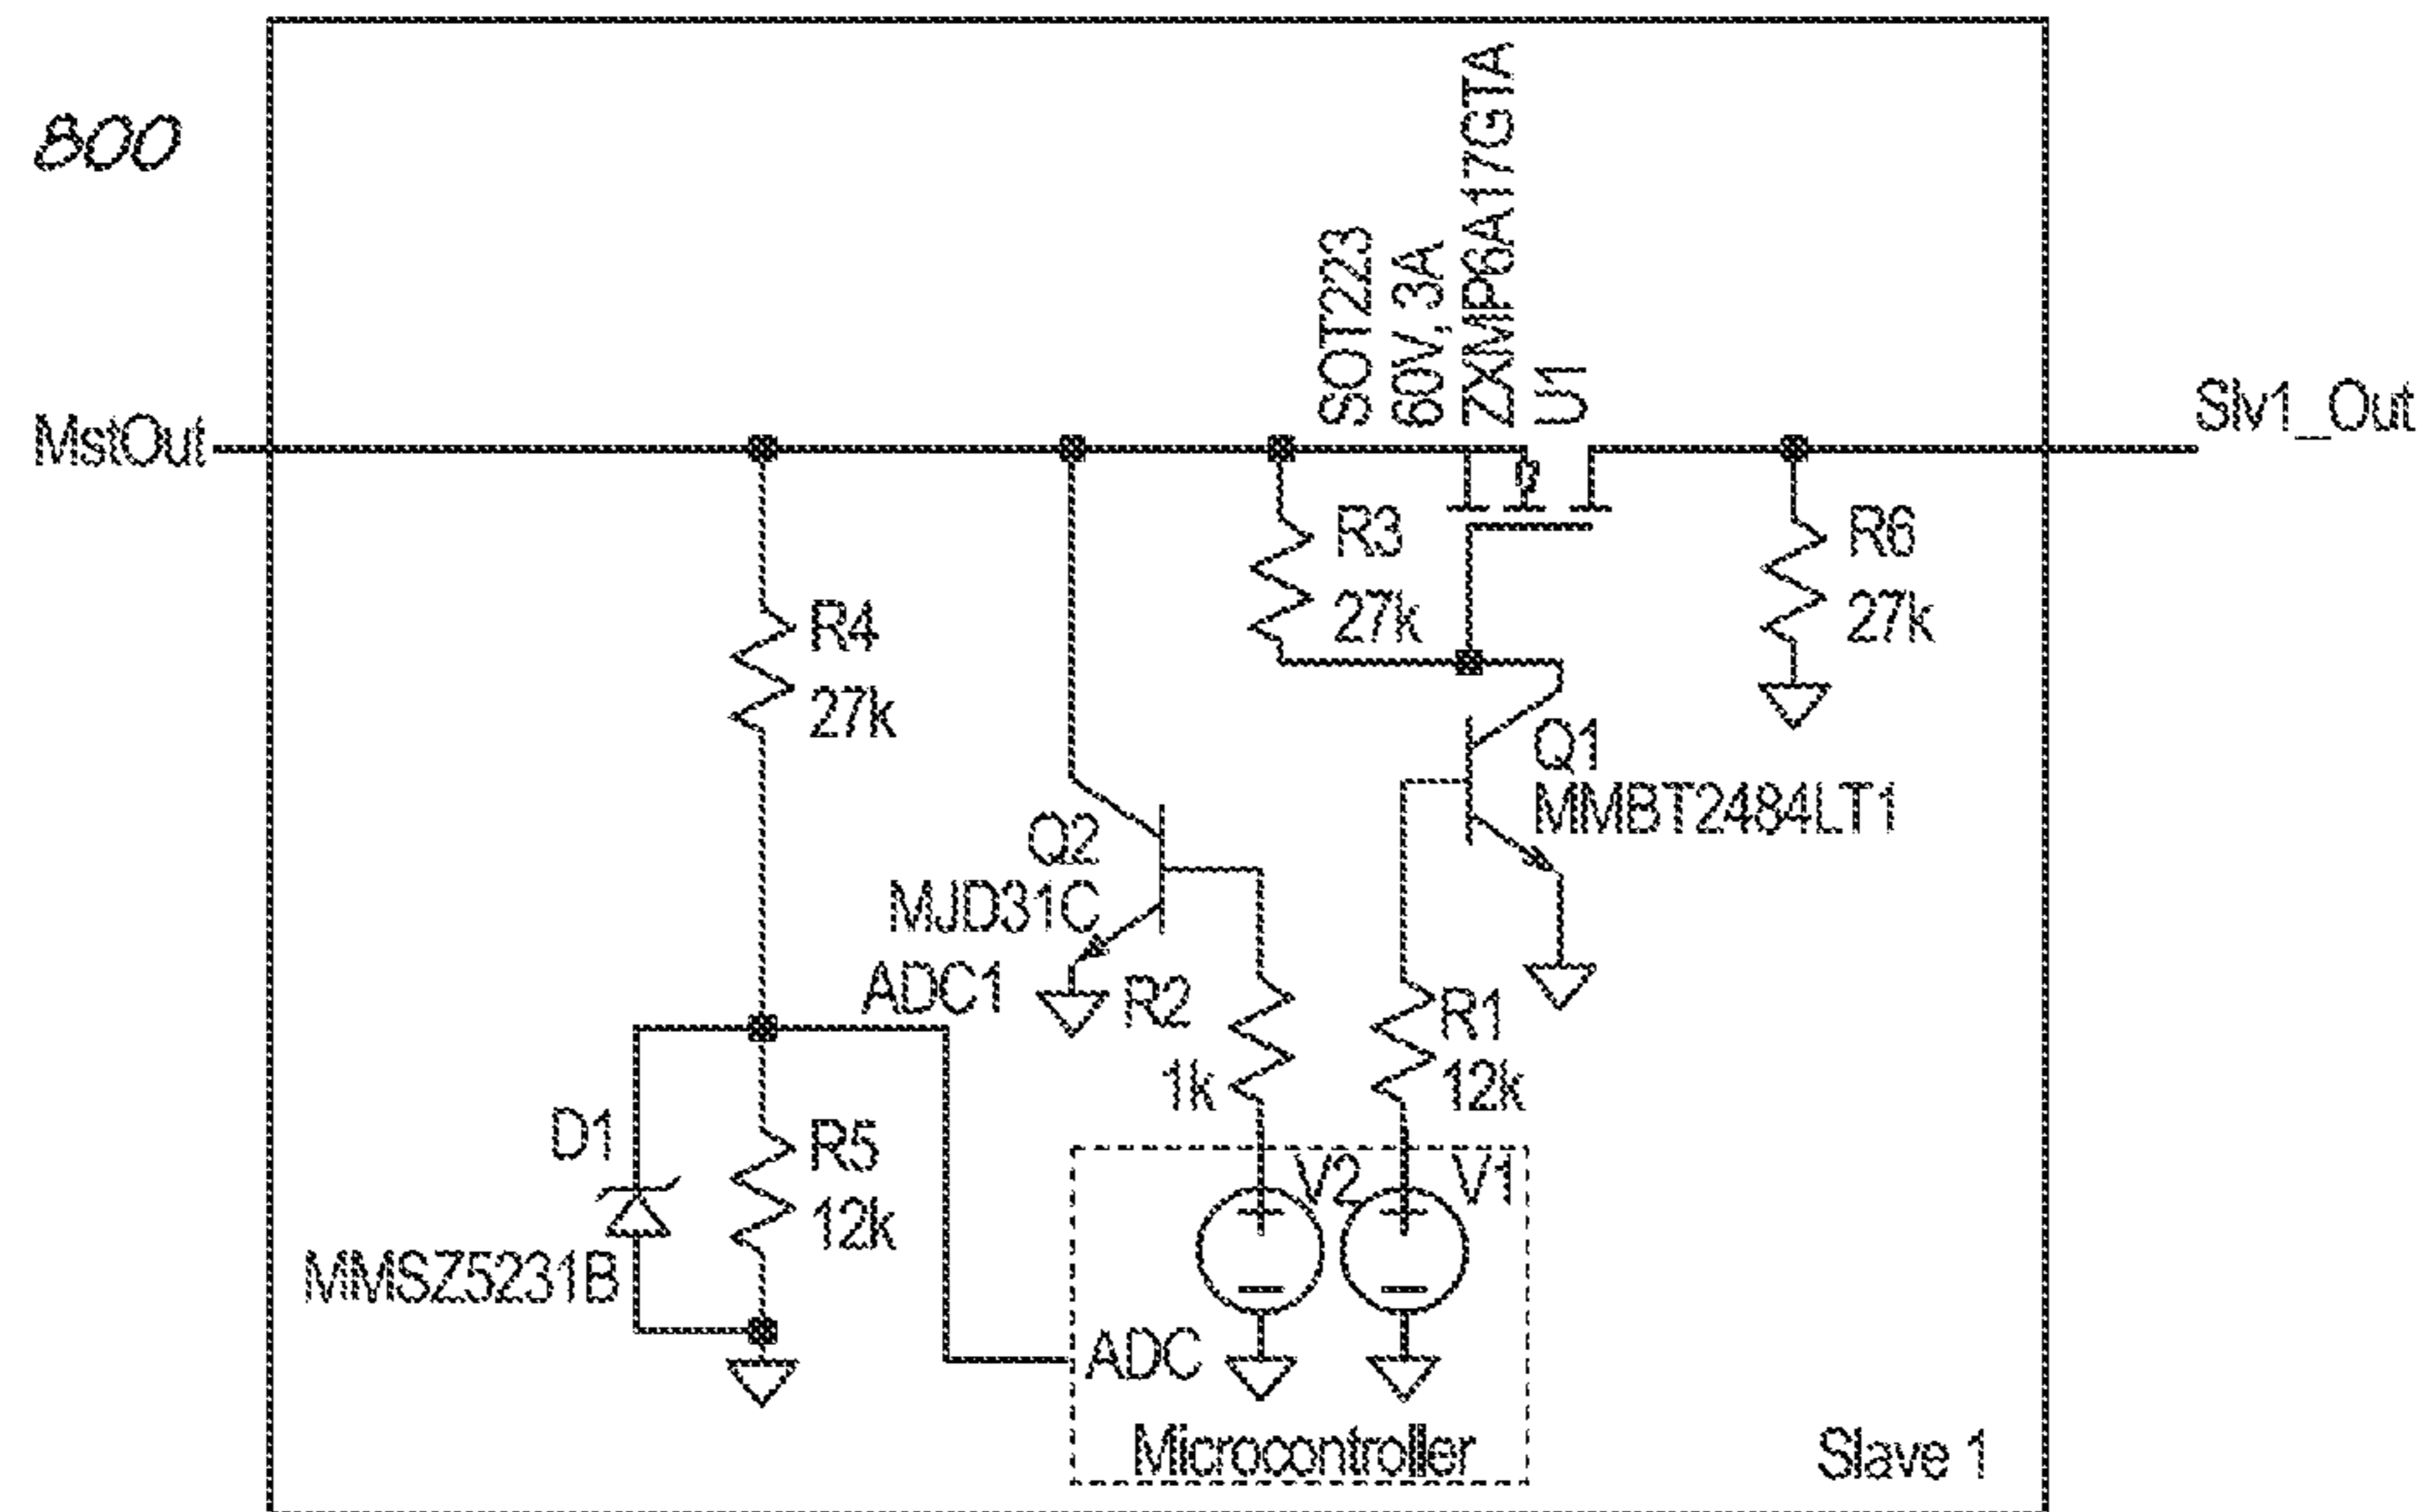 800
SOT223
60V, 3A
ZXMP6A17GTA
U1
MstOut
Slv1_Out
R3
27k
R6
27k
R4
27k
Q1
MMBT2484LT1
Q2
MJD31C
ADC1
R2
1k
R1
12k
D1
MMSZ5231B
R5
12k
V2
V1
ADC
Microcontroller
Slave 1